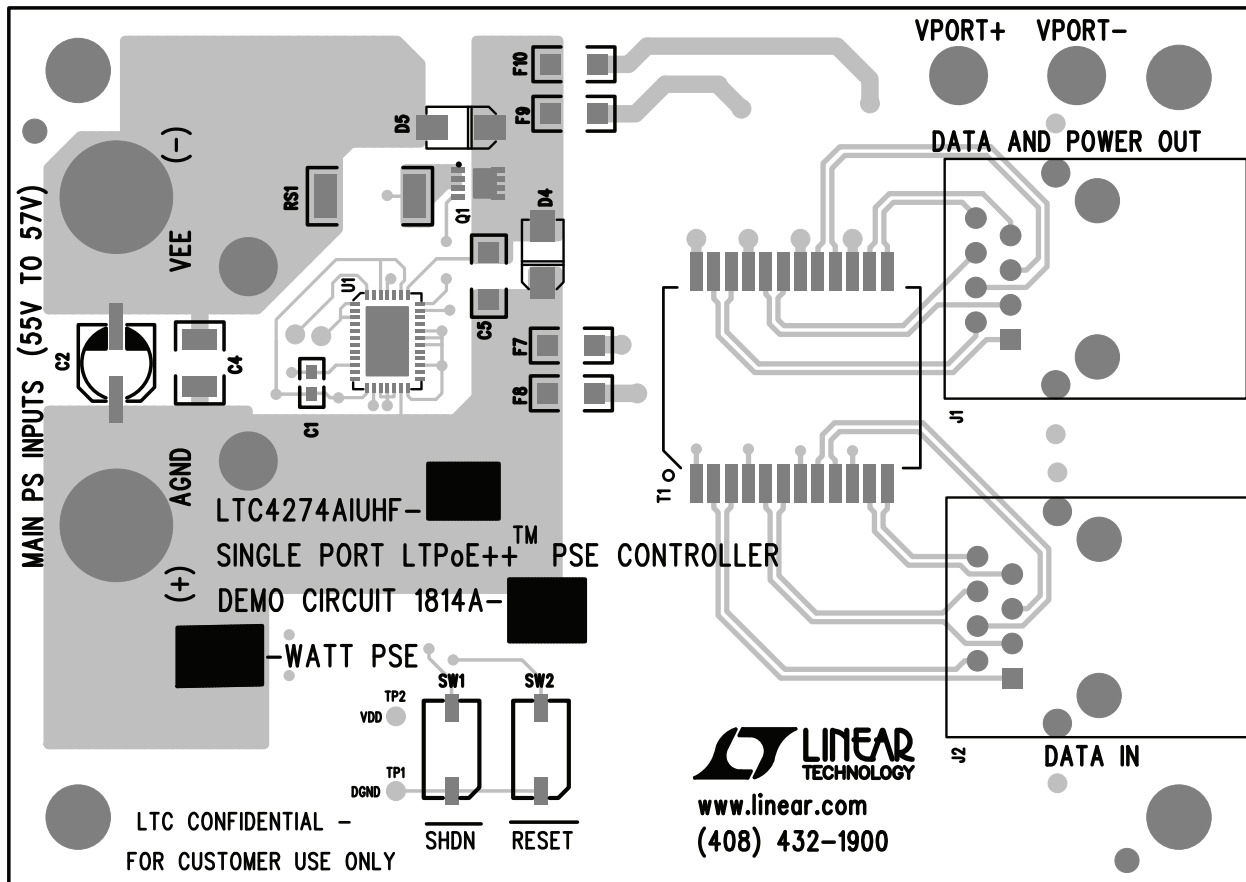 VPORT+ VPORT-
F10
F9
D5
DATA AND POWER OUT
(-)
RS1
Q1
D4
VEE
MAIN PS INPUTS (55V TO 57V)
U1
C5
C2
C4
F7
F8
C1
J1
T1
AGND
(+)
LTC4274AIUHF-
SINGLE PORT LTPoE++™ PSE CONTROLLER
DEMO CIRCUIT 1814A-
-WATT PSE
SW1 SW2
TP2
VDD
TP1
DGND
SHDN RESET
LINEAR
TECHNOLOGY
www.linear.com
(408) 432-1900
J2
DATA IN
LTC CONFIDENTIAL -
FOR CUSTOMER USE ONLY